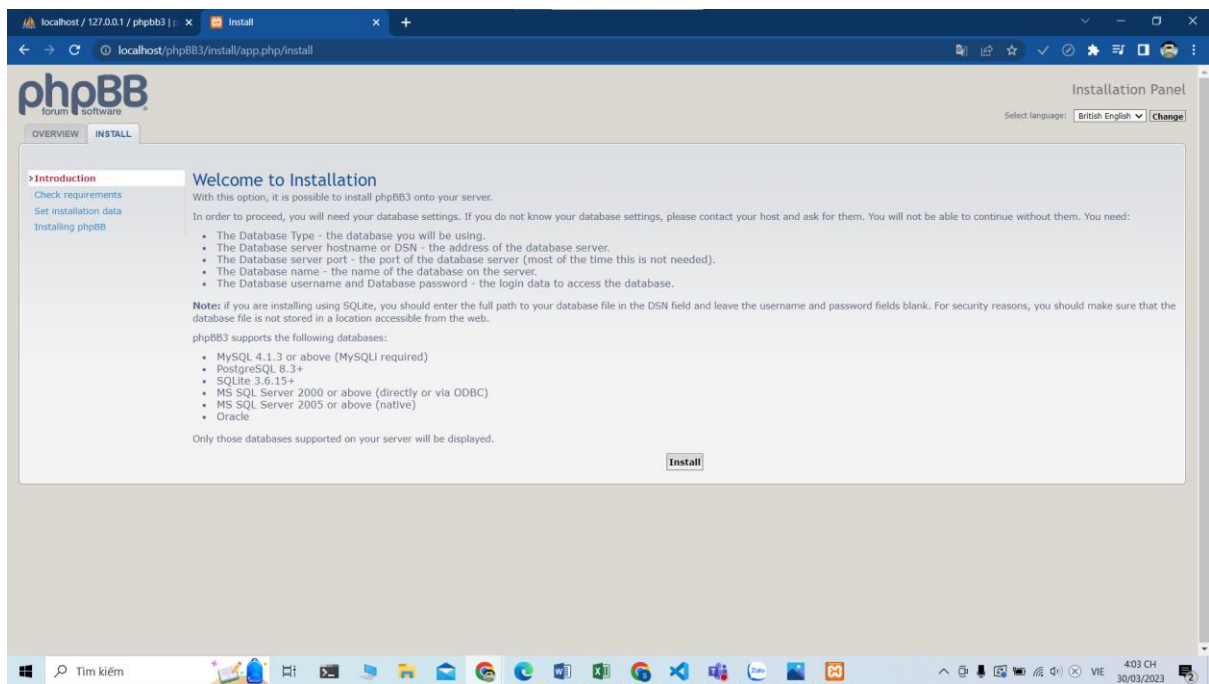 localhost / 127.0.0.1 / phpbb3 | p
Install
localhost/phpBB3/install/app.php/install
phpBB
forum software
Installation Panel
Select language: British English Change
OVERVIEW INSTALL
Introduction
Check requirements
Set installation data
Installing phpBB
Welcome to Installation
With this option, it is possible to install phpBB3 onto your server.
In order to proceed, you will need your database settings. If you do not know your database settings, please contact your host and ask for them. You will not be able to continue without them. You need:
• The Database Type - the database you will be using.
• The Database server hostname or DSN - the address of the database server.
• The Database server port - the port of the database server (most of the time this is not needed).
• The Database name - the name of the database on the server.
• The Database username and Database password - the login data to access the database.
Note: if you are installing using SQLite, you should enter the full path to your database file in the DSN field and leave the username and password fields blank. For security reasons, you should make sure that the
database file is not stored in a location accessible from the web.
phpBB3 supports the following databases:
• MySQL 4.1.3 or above (MySQLi required)
• PostgreSQL 8.3+
• SQLite 3.6.15+
• MS SQL Server 2000 or above (directly or via ODBC)
• MS SQL Server 2005 or above (native)
• Oracle
Only those databases supported on your server will be displayed.
Install
Tìm kiếm
Zalo
VIE
4:03 CH
30/03/2023
2